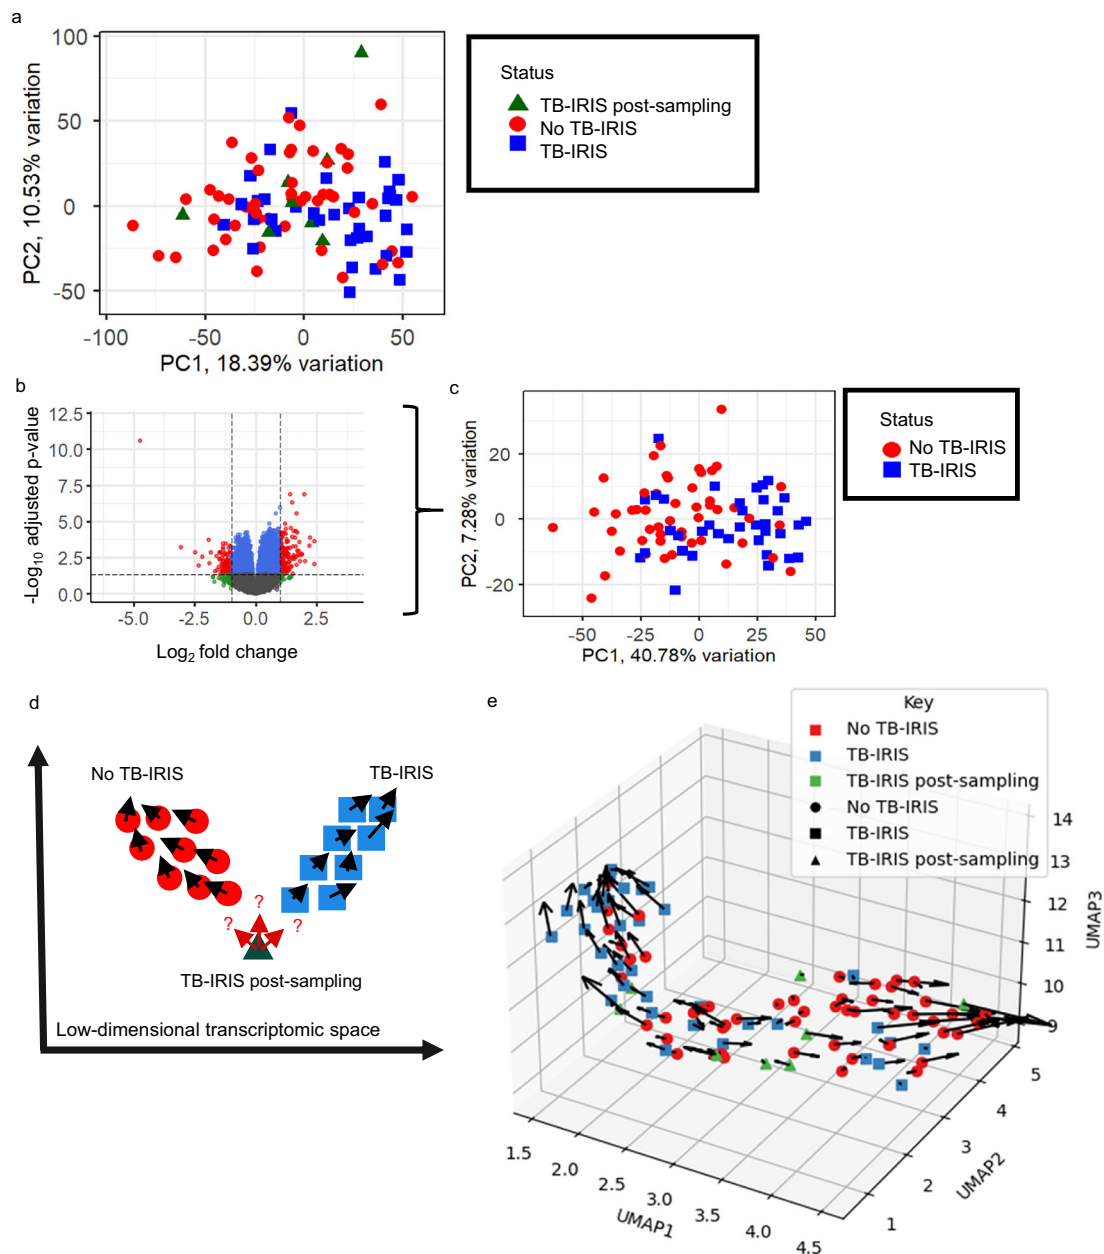 a
100
50
0
-50
-100
-50
0
50
PC2, 10.53% variation
PC1, 18.39% variation
Status
TB-IRIS post-sampling
No TB-IRIS
TB-IRIS
b
12.5
10.0
7.5
5.0
2.5
0.0
-5.0
-2.5
0.0
2.5
-Log10 adjusted p-value
Log2 fold change
c
20
0
-20
-50
-25
0
25
50
PC2, 7.28% variation
PC1, 40.78% variation
Status
No TB-IRIS
TB-IRIS
d
No TB-IRIS
TB-IRIS
?
?
?
TB-IRIS post-sampling
Low-dimensional transcriptomic space
e
Key
No TB-IRIS
TB-IRIS
TB-IRIS post-sampling
No TB-IRIS
TB-IRIS
TB-IRIS post-sampling
14
13
12
11
10
9
UMAP3
5
4
3
2
1
UMAP2
1.5
2.0
2.5
3.0
3.5
4.0
4.5
UMAP1